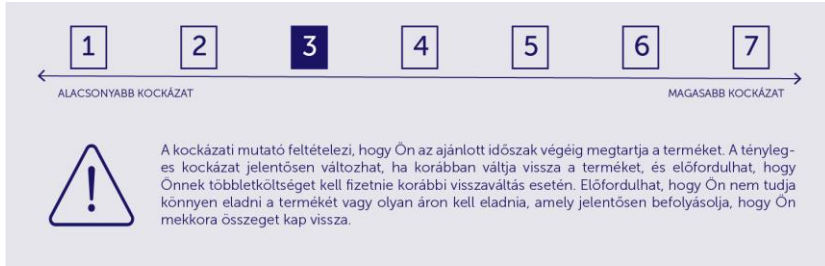 1 2 3 4 5 6 7
ALACSONYABB KOCKÁZAT MAGASABB KOCKÁZAT
A kockázati mutató feltételezi, hogy Ön az ajánlott időszak végéig megtartja a terméket. A tényleg-
es kockázat jelentősen változhat, ha korábban váltja vissza a terméket, és előfordulhat, hogy
Önnek többletköltséget kell fizetnie korábbi visszaváltás esetén. Előfordulhat, hogy Ön nem tudja
könnyen eladni a termékét vagy olyan áron kell eladnia, amely jelentősen befolyásolja, hogy Ön
mekkora összeget kap vissza.